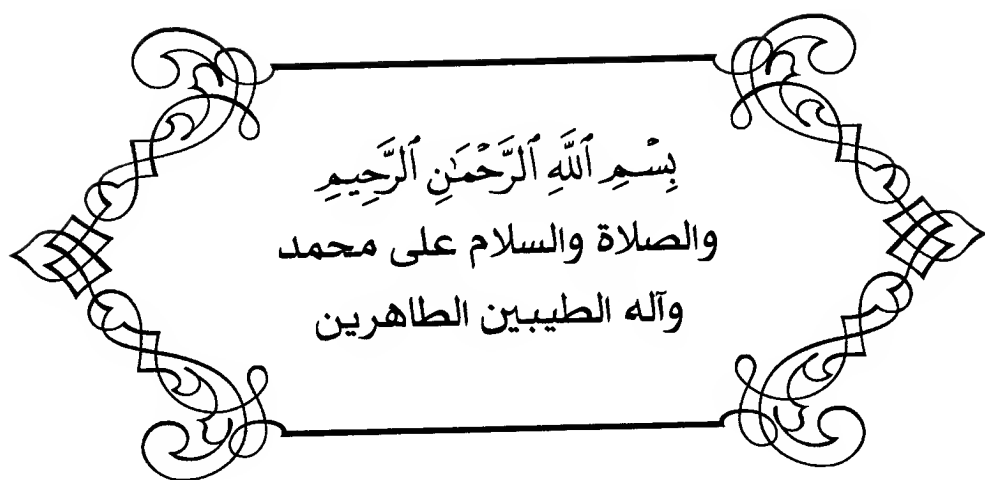 بِسْمِ ٱللَّهِ ٱلرَّحْمَٰنِ ٱلرَّحِيمِ
والصلاة والسلام على محمد
وآله الطيبين الطاهرين